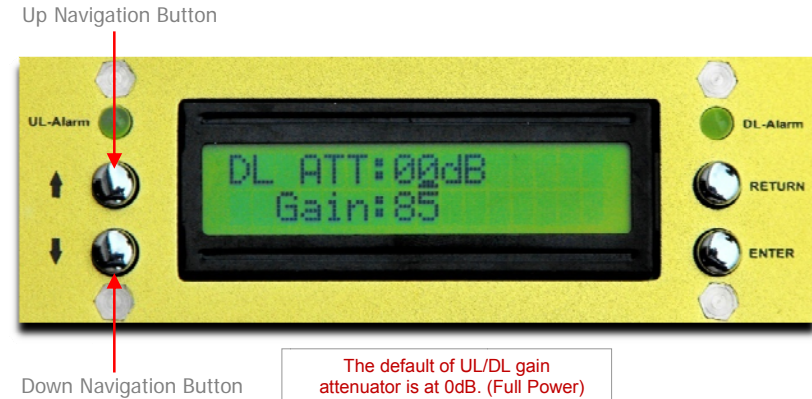 Up Navigation Button
UL-Alarm
DL-Alarm
DL ATT:00dB
RETURN
Gain:85
ENTER
Down Navigation Button
The default of UL/DL gain
attenuator is at 0dB. (Full Power)